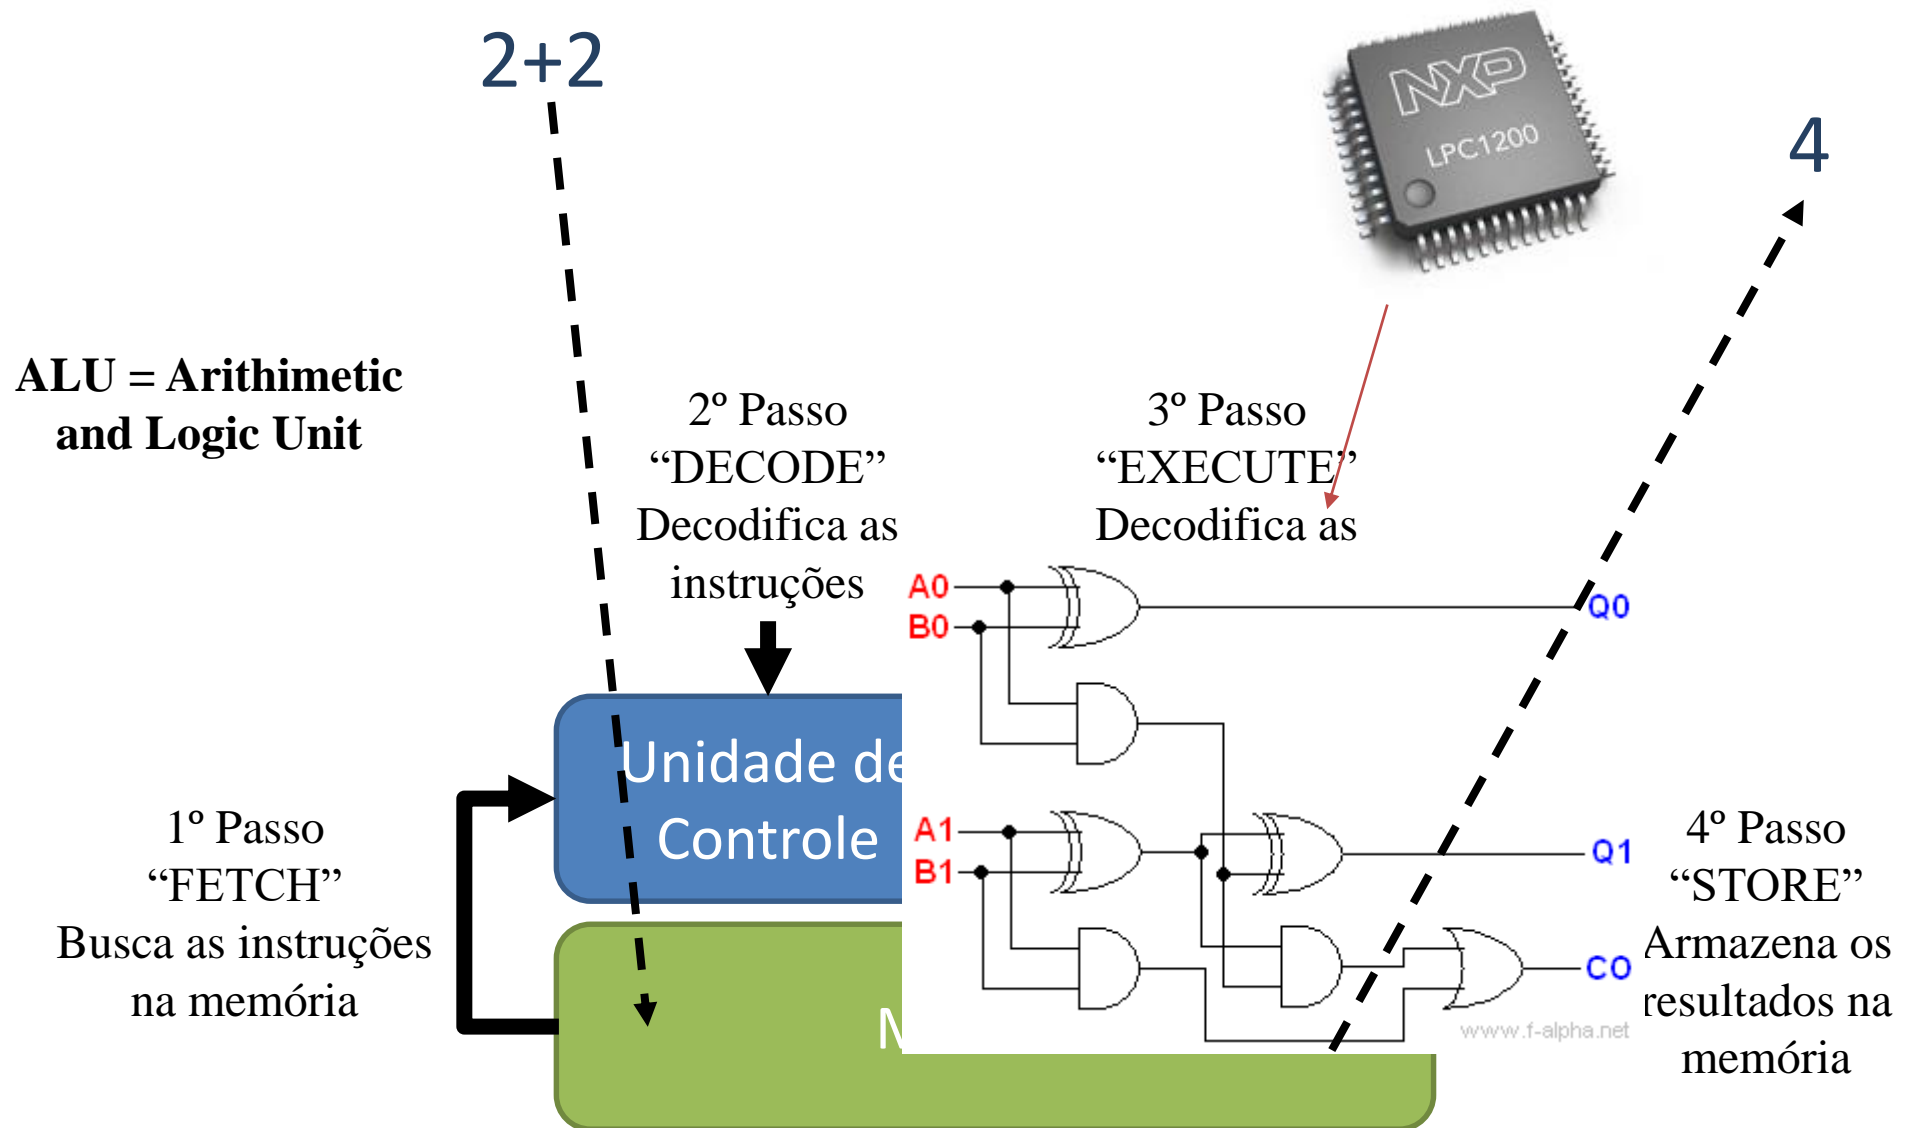 2+2
NXP
LPC1200
4
ALU = Arithimetic
and Logic Unit
2º Passo
“DECODE”
Decodifica as
instruções
3º Passo
“EXECUTE”
Decodifica as
A0
B0
Q0
Unidade de
Controle
A1
B1
Q1
CO
www.f-alpha.net
1º Passo
“FETCH”
Busca as instruções
na memória
4º Passo
“STORE”
Armazena os
resultados na
memória
M